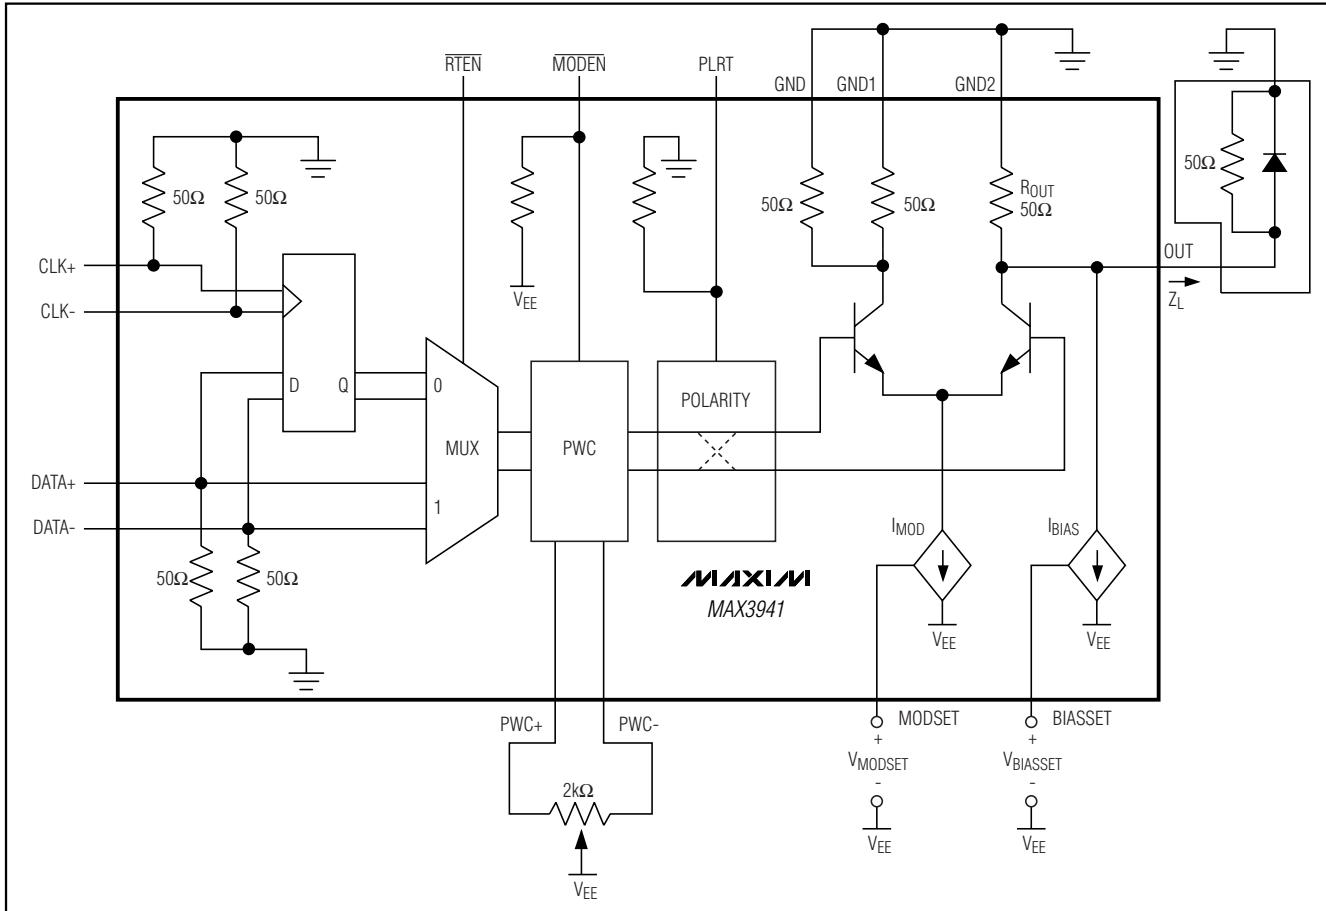 RTEN
MODEN
PLRT
GND
GND1
GND2
50Ω
50Ω
50Ω
50Ω
ROUT
50Ω
50Ω
OUT
ZL
CLK+
CLK-
VEE
D
Q
0
MUX
1
PWC
POLARITY
DATA+
DATA-
50Ω
50Ω
IMOD
IBIAS
MAXIM
MAX3941
VEE
VEE
PWC+
PWC-
MODSET
BIASSET
+
+
VMODSET
VBIASSET
-
-
2kΩ
VEE
VEE
VEE